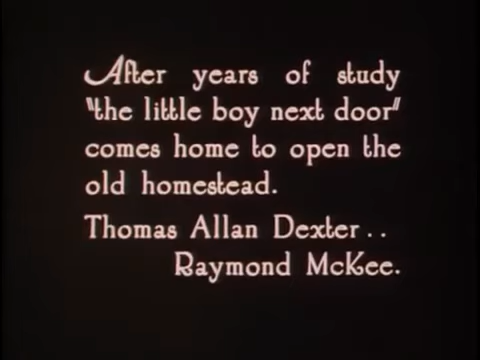 After years of study
"the little boy next door"
comes home to open the
old homestead.
Thomas Allan Dexter . .
Raymond McKee.